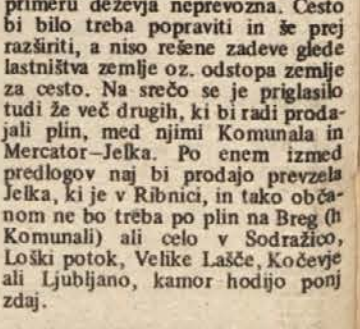 primeru deževja neprevozna. Cesto
bi bilo treba popraviti in še prej
razširiti, a niso rešene zadeve glede
lastništva zemlje oz. odstopa zemlje
za cesto. Na srečo se je priglasilo
tudi že več drugih, ki bi radi proda-
jali plin, med njimi Komunala in
Mercator–Jelka. Po enem izmed
predlogov naj bi prodajo prevzela
Jelka, ki je v Ribnici, in tako obča-
nom ne bo treba po plin na Breg (h
Komunali) ali celo v Sodražico,
Loški potok, Velike Lašče, Kočevje
ali Ljubljano, kamor hodijo ponj
zdaj.